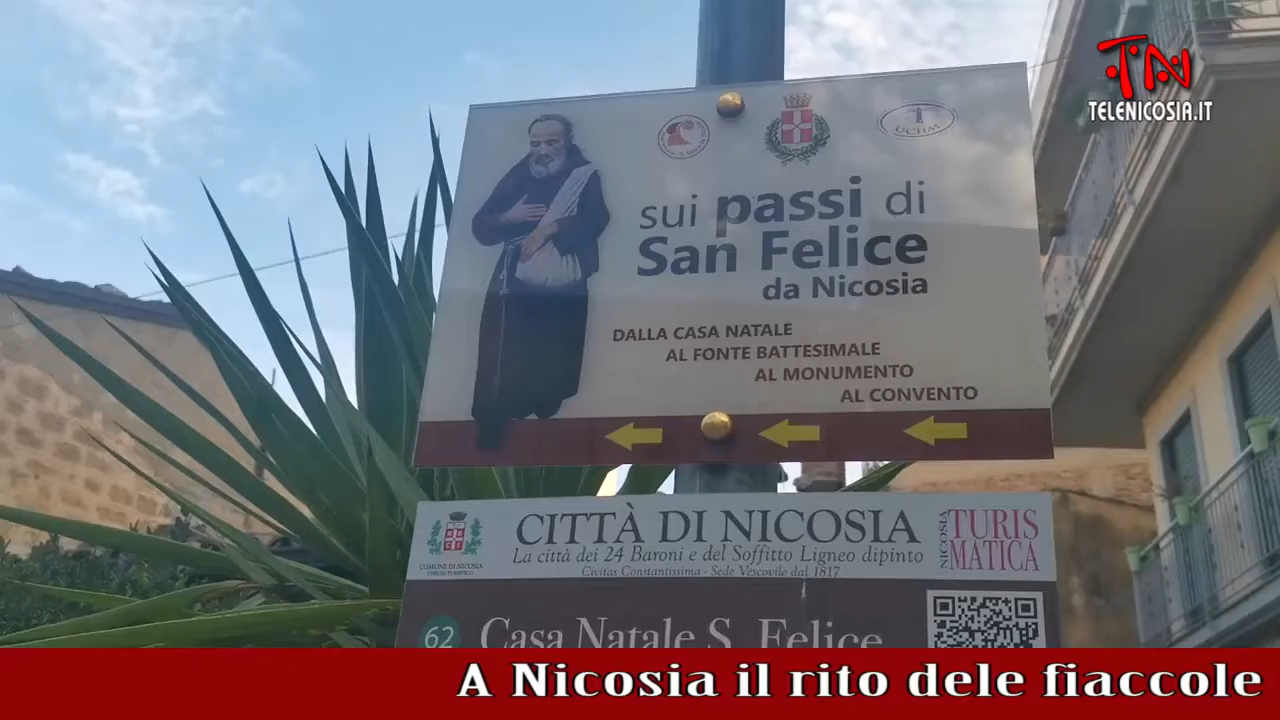 TN
TELENICOSIA.IT
UCIIM
sui passi di
San Felice
da Nicosia
DALLA CASA NATALE
AL FONTE BATTESIMALE
AL MONUMENTO
AL CONVENTO
CITTÀ DI NICOSIA
La città dei 24 Baroni e del Soffitto Ligneo dipinto
Civitas Constantissima - Sede Vescovile dal 1817
COMUNE DI NICOSIA
NICOSIA
TURIS
MATICA
62 Casa Natale S. Felice
A Nicosia il rito dele fiaccole